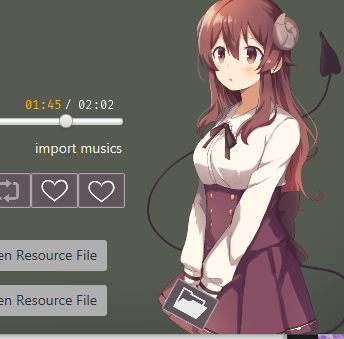 01:45 / 02:02
import musics
en Resource File
en Resource File